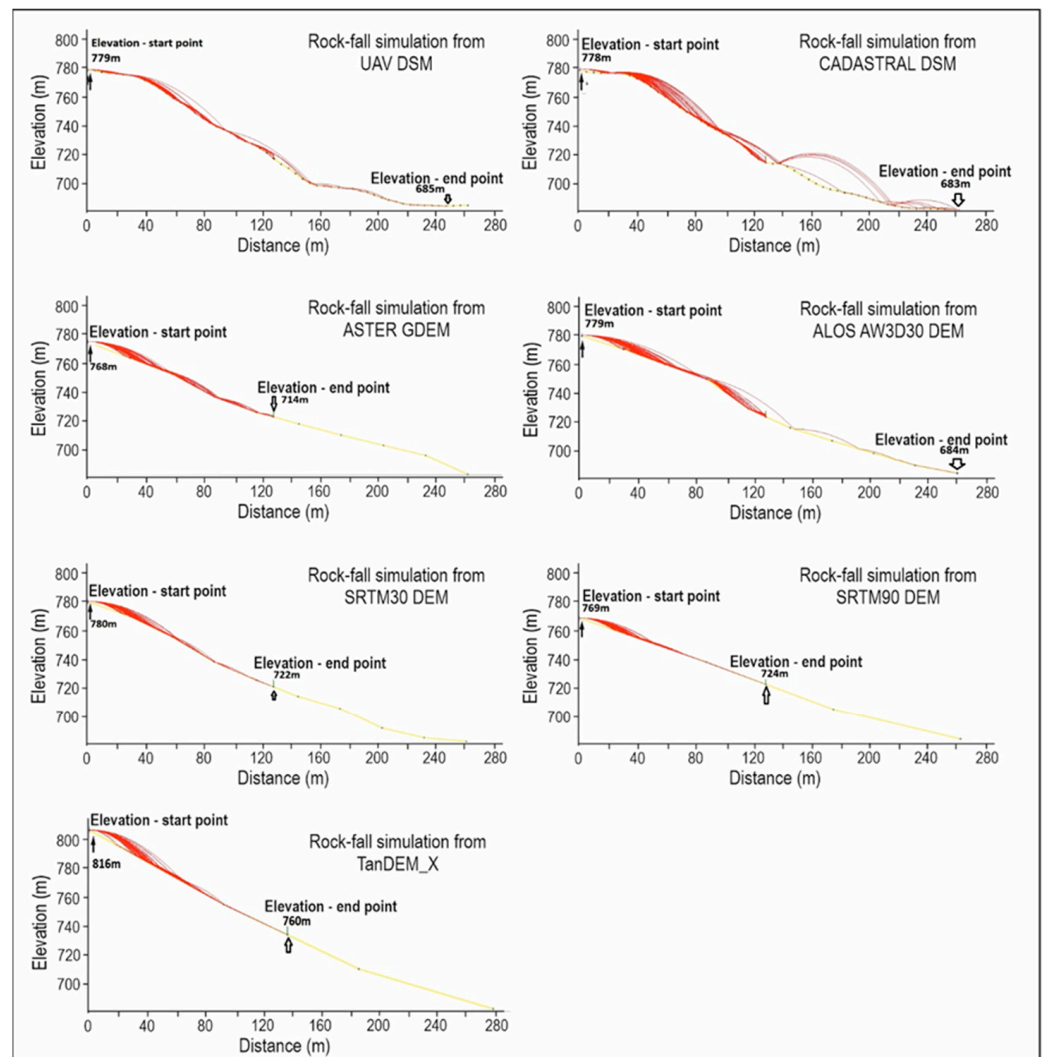 Rock-fall simulation from
UAV DSM
Elevation - start point
779m
Elevation - end point
685m
Elevation (m)
800
780
760
740
720
700
0 40 80 120 160 200 240 280
Distance (m)
Rock-fall simulation from
CADASTRAL DSM
Elevation - start point
778m
Elevation - end point
683m
Elevation (m)
800
780
760
740
720
700
0 40 80 120 160 200 240 280
Distance (m)
Rock-fall simulation from
ASTER GDEM
Elevation - start point
768m
Elevation - end point
714m
Elevation (m)
800
780
760
740
720
700
0 40 80 120 160 200 240 280
Distance (m)
Rock-fall simulation from
ALOS AW3D30 DEM
Elevation - start point
779m
Elevation - end point
684m
Elevation (m)
800
780
760
740
720
700
0 40 80 120 160 200 240 280
Distance (m)
Rock-fall simulation from
SRTM30 DEM
Elevation - start point
780m
Elevation - end point
722m
Elevation (m)
800
780
760
740
720
700
0 40 80 120 160 200 240 280
Distance (m)
Rock-fall simulation from
SRTM90 DEM
Elevation - start point
769m
Elevation - end point
724m
Elevation (m)
800
780
760
740
720
700
0 40 80 120 160 200 240 280
Distance (m)
Rock-fall simulation from
TanDEM_X
Elevation - start point
816m
Elevation - end point
760m
Elevation (m)
800
780
760
740
720
700
0 40 80 120 160 200 240 280
Distance (m)